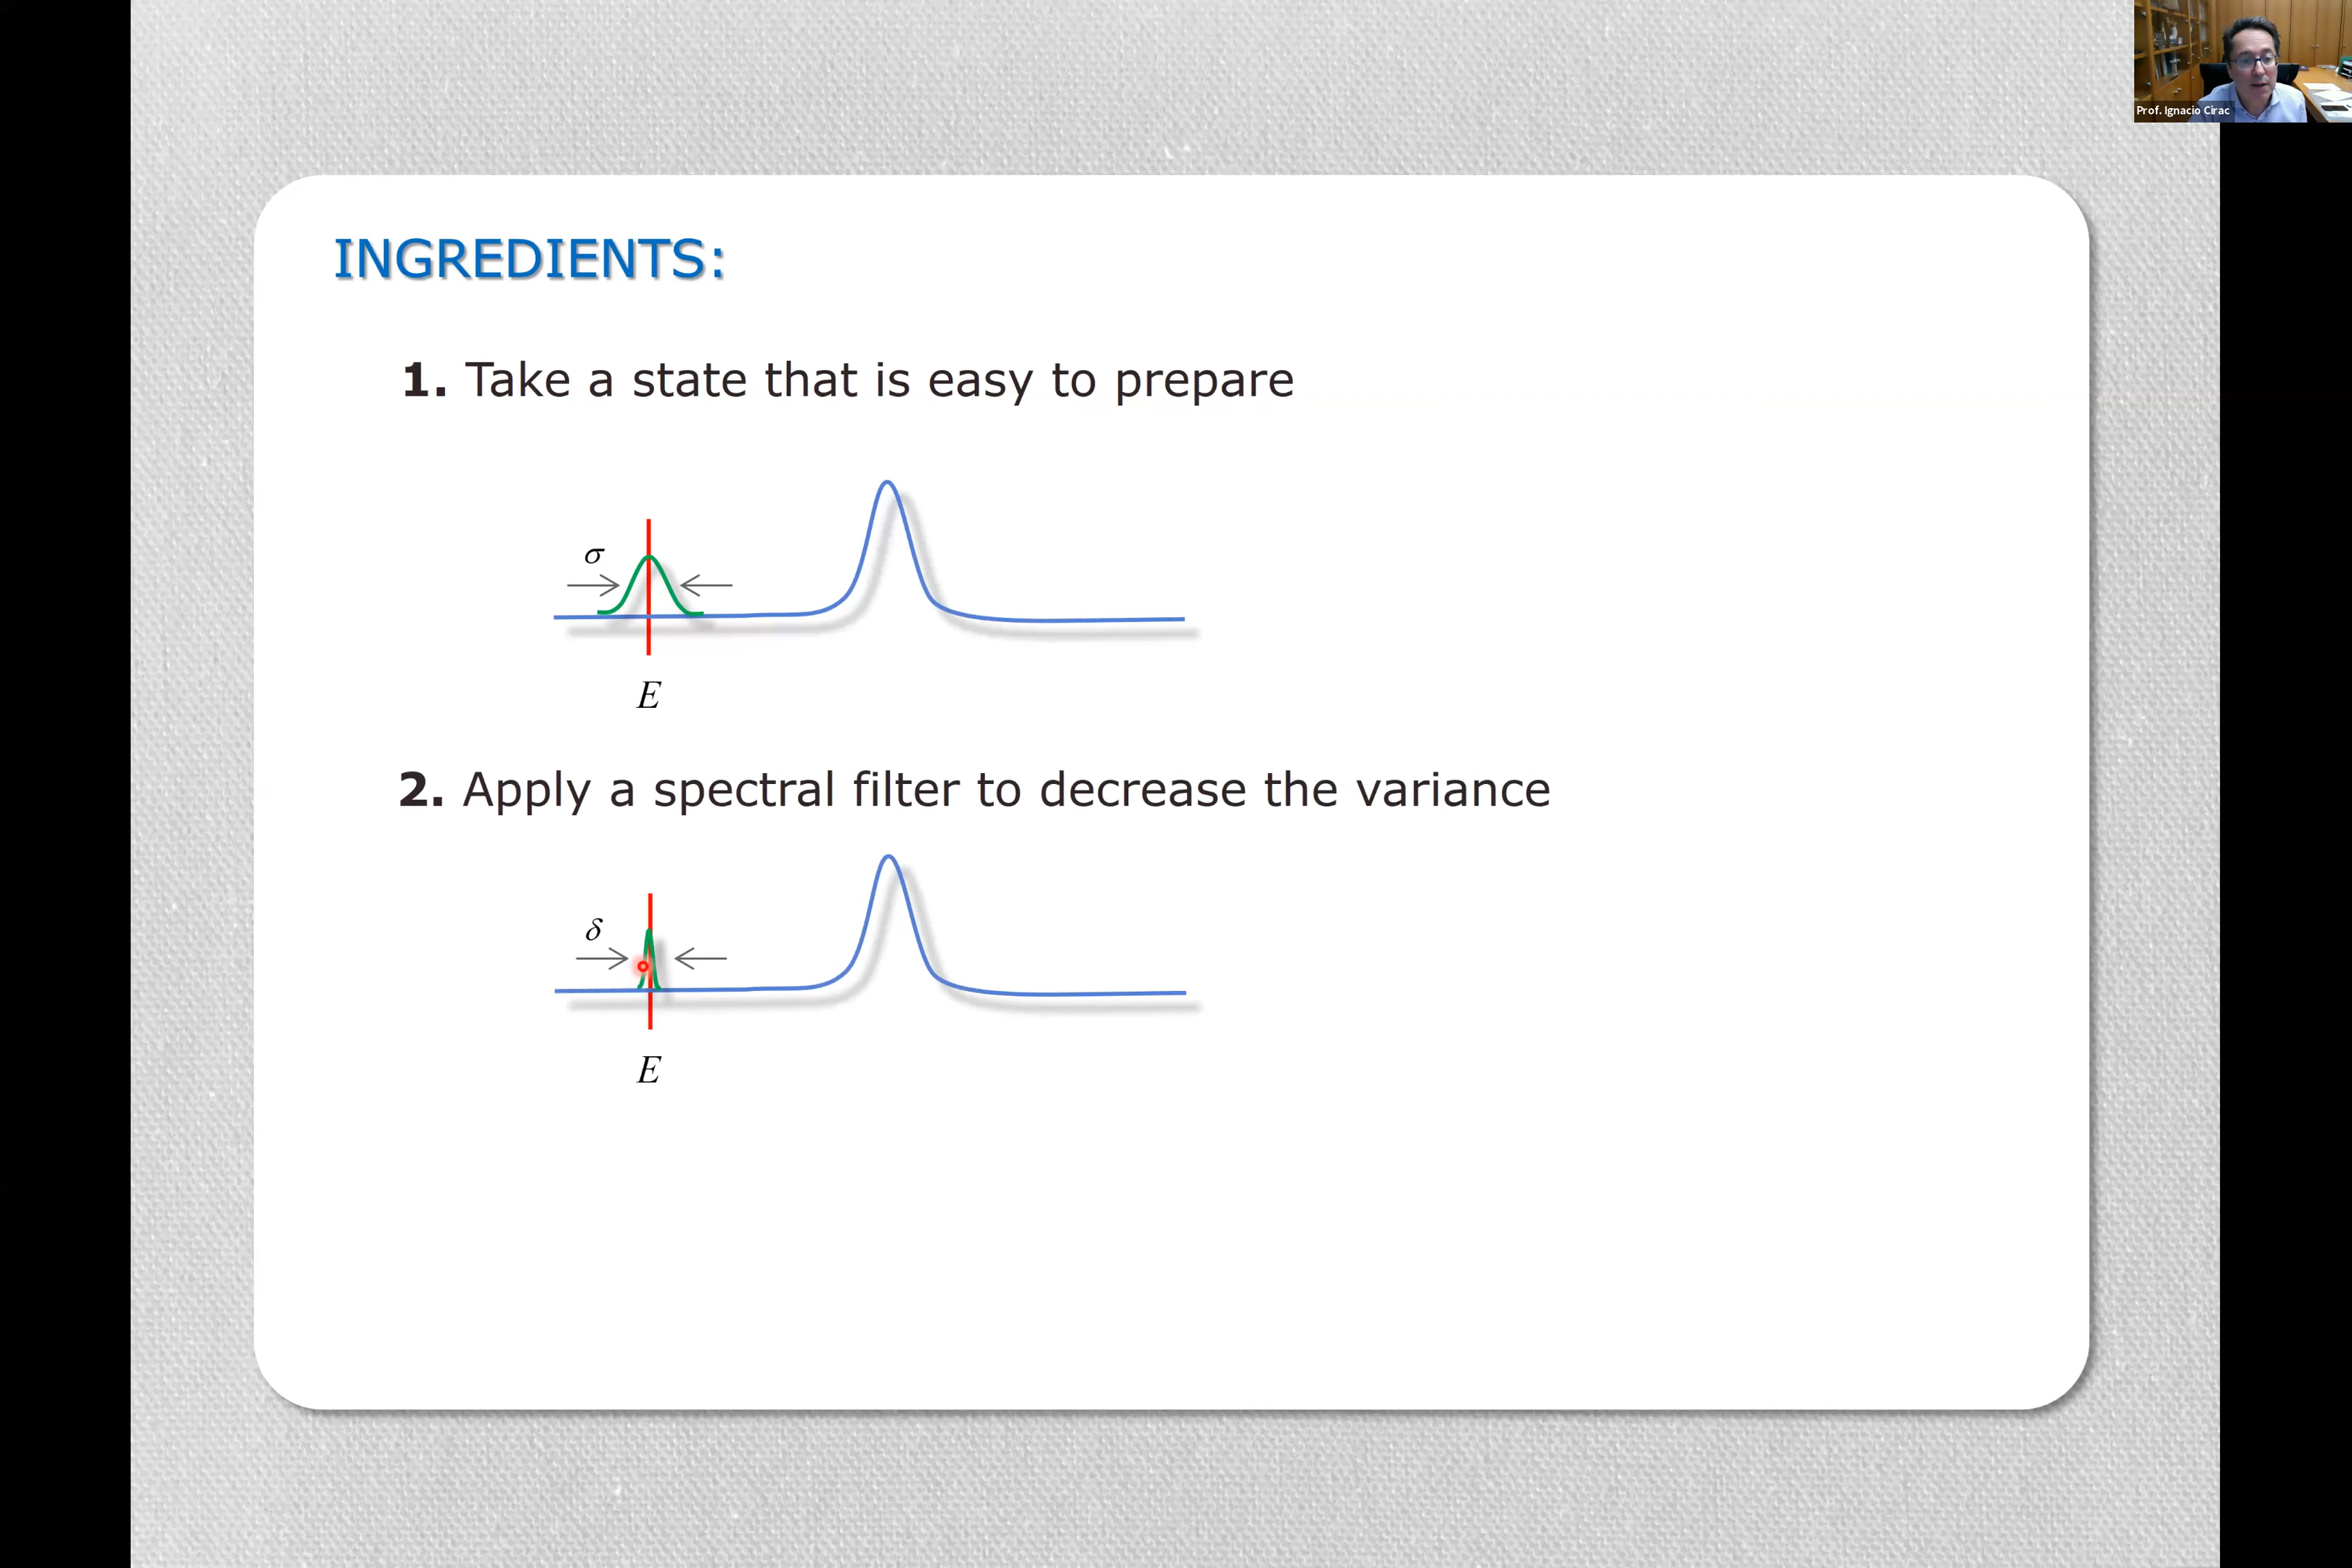 Prof. Ignacio Cirac
INGREDIENTS:
1. Take a state that is easy to prepare
σ
E
2. Apply a spectral filter to decrease the variance
δ
E